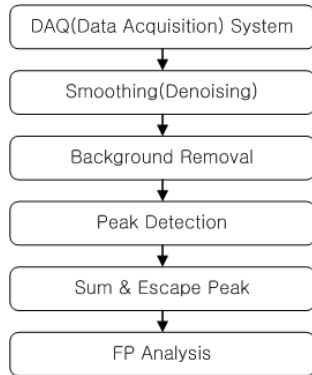 DAQ(Data Acquisition) System
Smoothing(Denoising)
Background Removal
Peak Detection
Sum & Escape Peak
FP Analysis